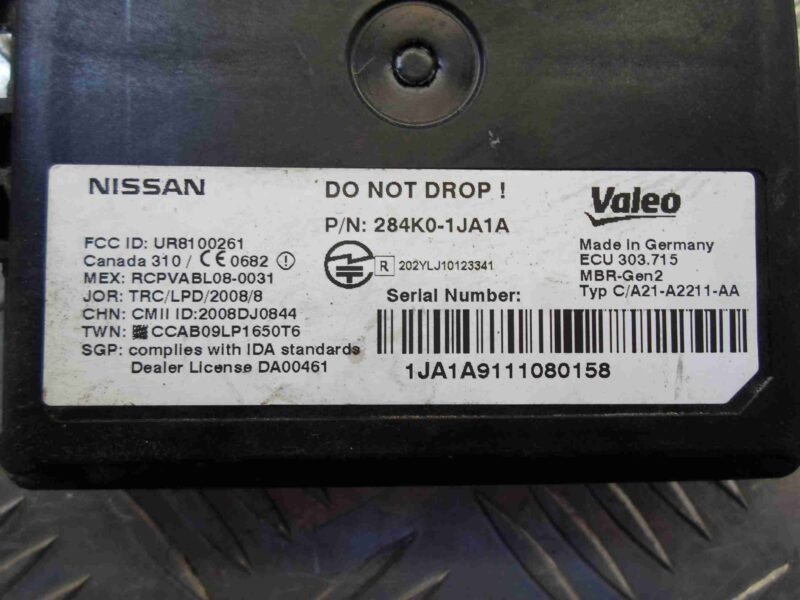 NISSAN
DO NOT DROP !
Valeo
P/N: 284K0-1JA1A
FCC ID: UR8100261
Canada 310 / CE 0682
MEX: RCPVABL08-0031
JOR: TRC/LPD/2008/8
CHN: CMII ID:2008DJ0844
TWN: CCAB09LP1650T6
SGP: complies with IDA standards
Dealer License DA00461
R 202YLJ10123341
Serial Number:
1JA1A9111080158
Made in Germany
ECU 303.715
MBR-Gen2
Typ C/A21-A2211-AA